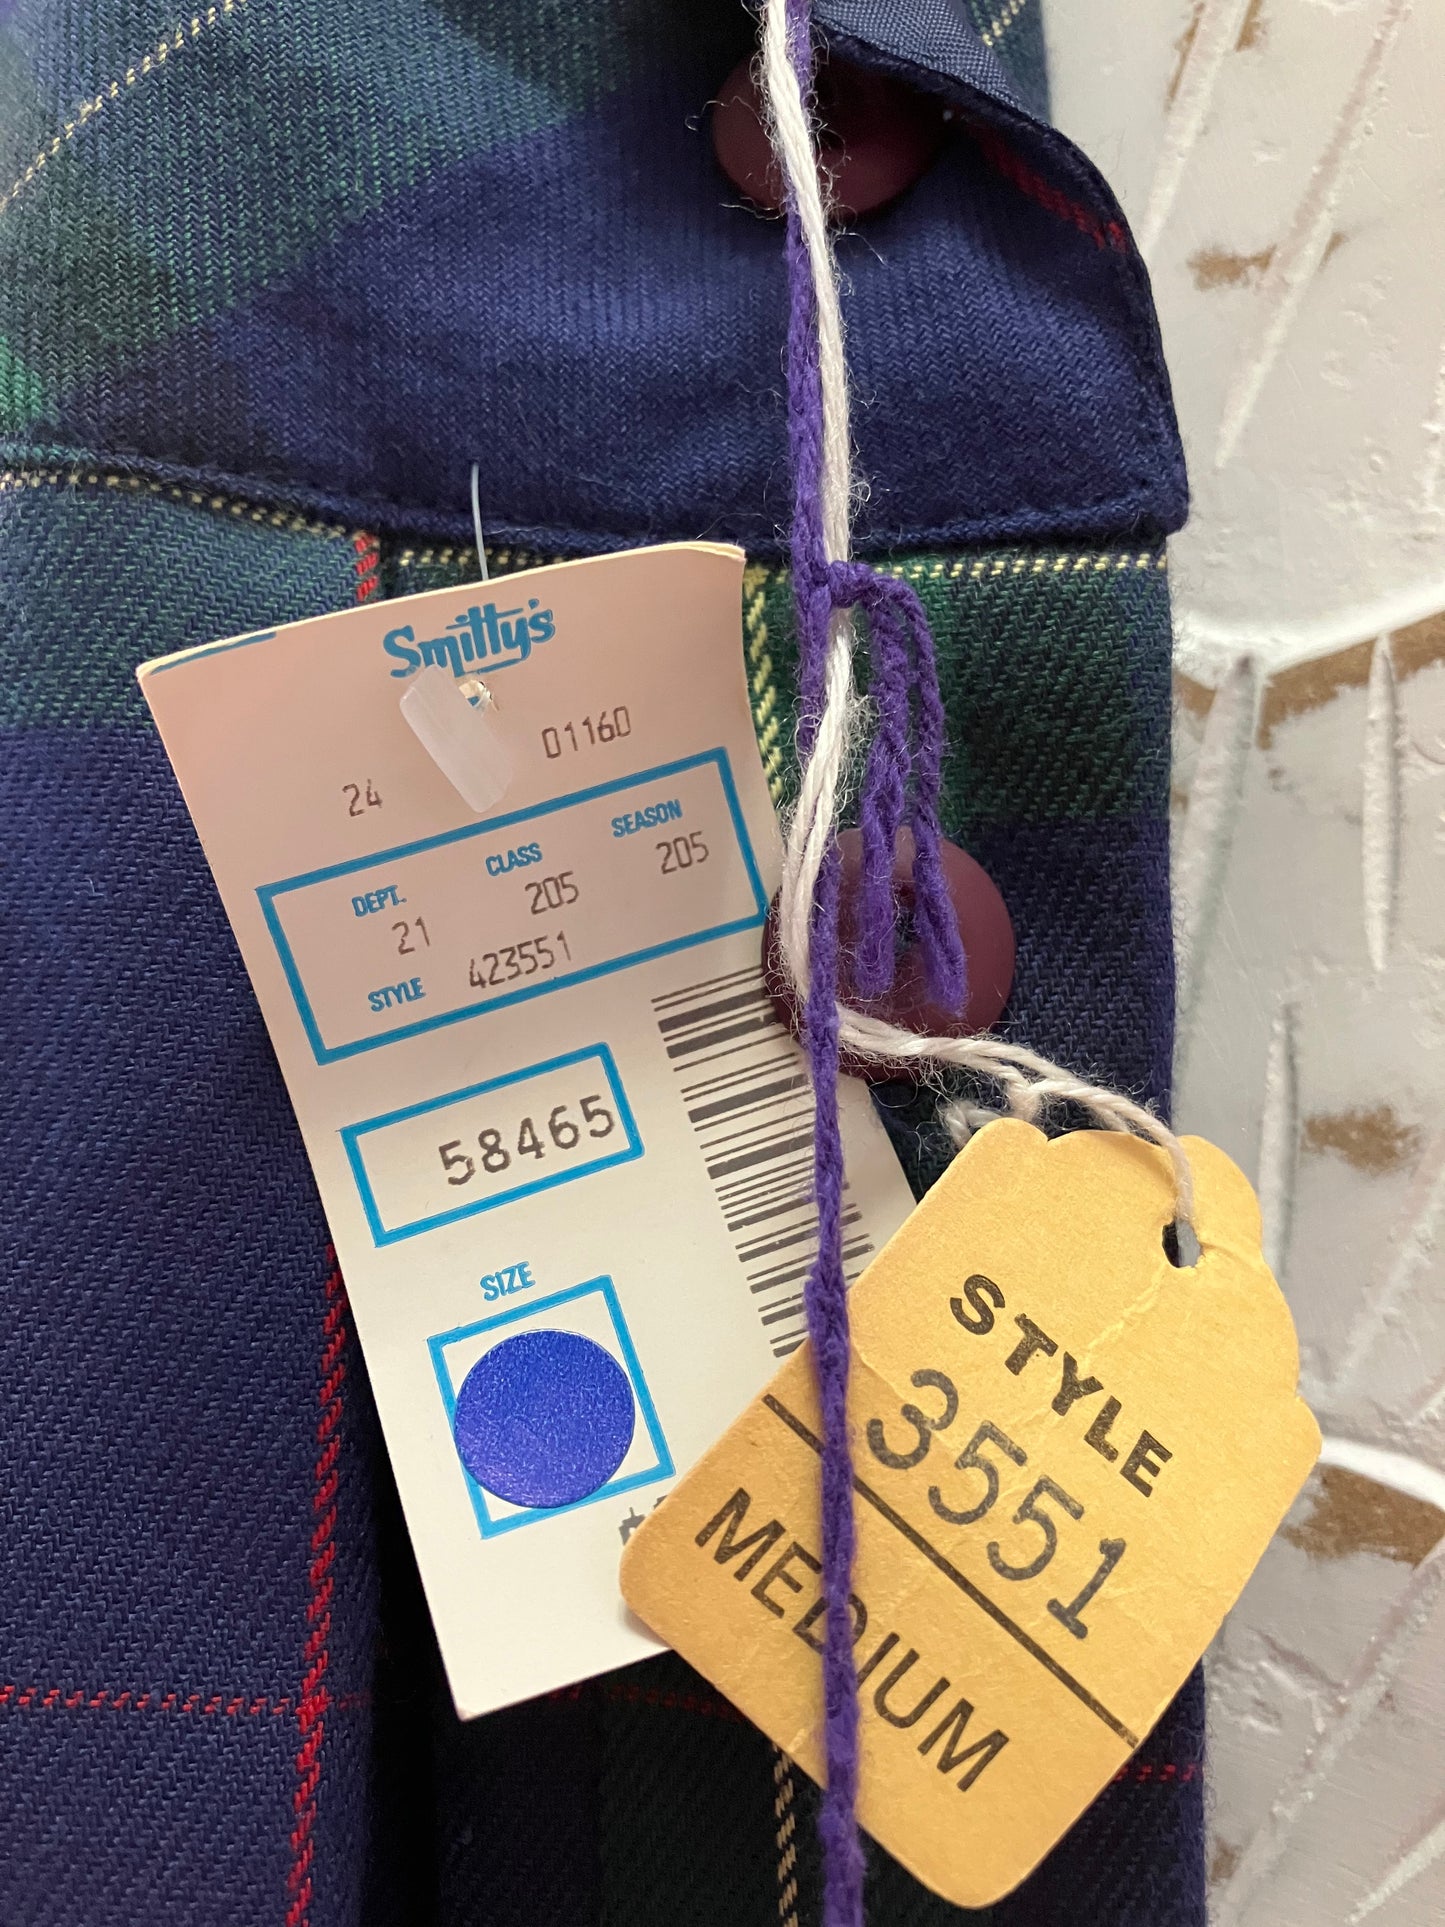 Smitty's
24 01160
DEPT. CLASS SEASON
21 205 205
STYLE 423551
58465
SIZE
STYLE
3551
MEDIUM